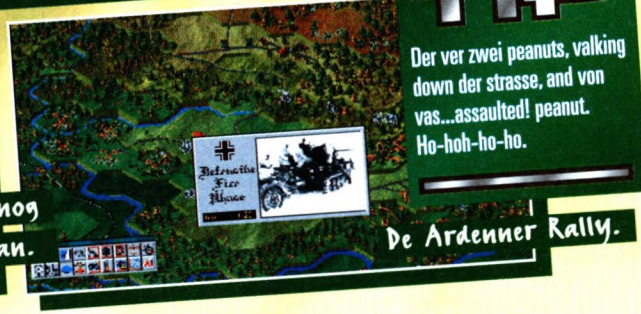 Der ver zwei peanuts, valking
down der strasse, and von
vas...assaulted! peanut.
Ho-hoh-ho-ho.
Defensive
Fire
Phase
nog
an.
De Ardenner Rally.